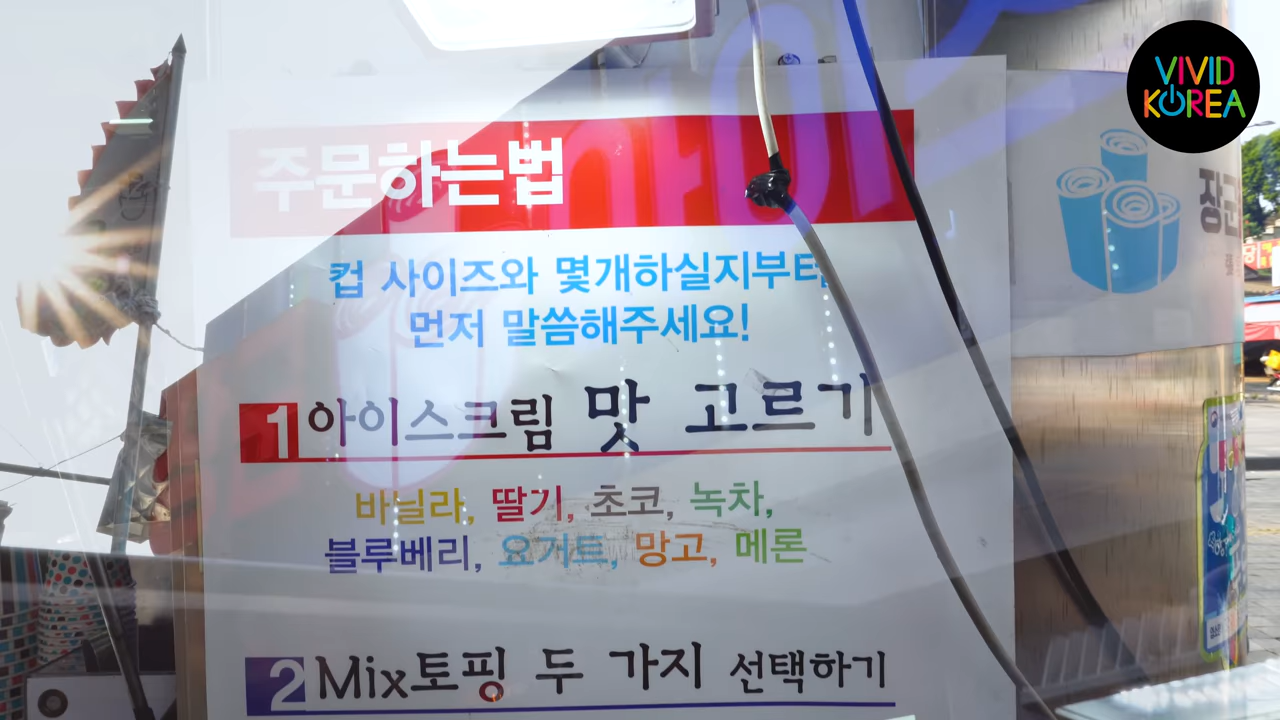 VIVID
KOREA
주문하는법
컵 사이즈와 몇개하실지부터
먼저 말씀해주세요!
1 아이스크림 맛 고르기
바닐라, 딸기, 초코, 녹차,
블루베리, 요거트, 망고, 메론
2 Mix토핑 두 가지 선택하기